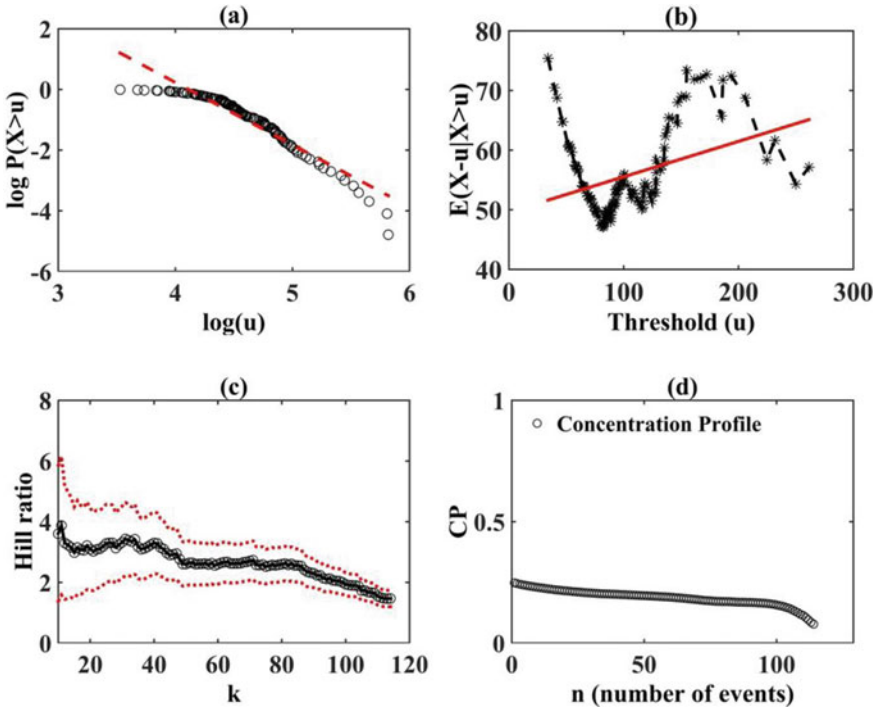 (a)
2
0
-2
-4
-6
3
4
5
6
log P(X>u)
log(u)
(b)
80
70
60
50
40
0
100
200
300
E(X-u|X>u)
Threshold (u)
(c)
8
6
4
2
0
20
40
60
80
100
120
Hill ratio
k
(d)
1
0.5
0
0
50
100
CP
n (number of events)
Concentration Profile